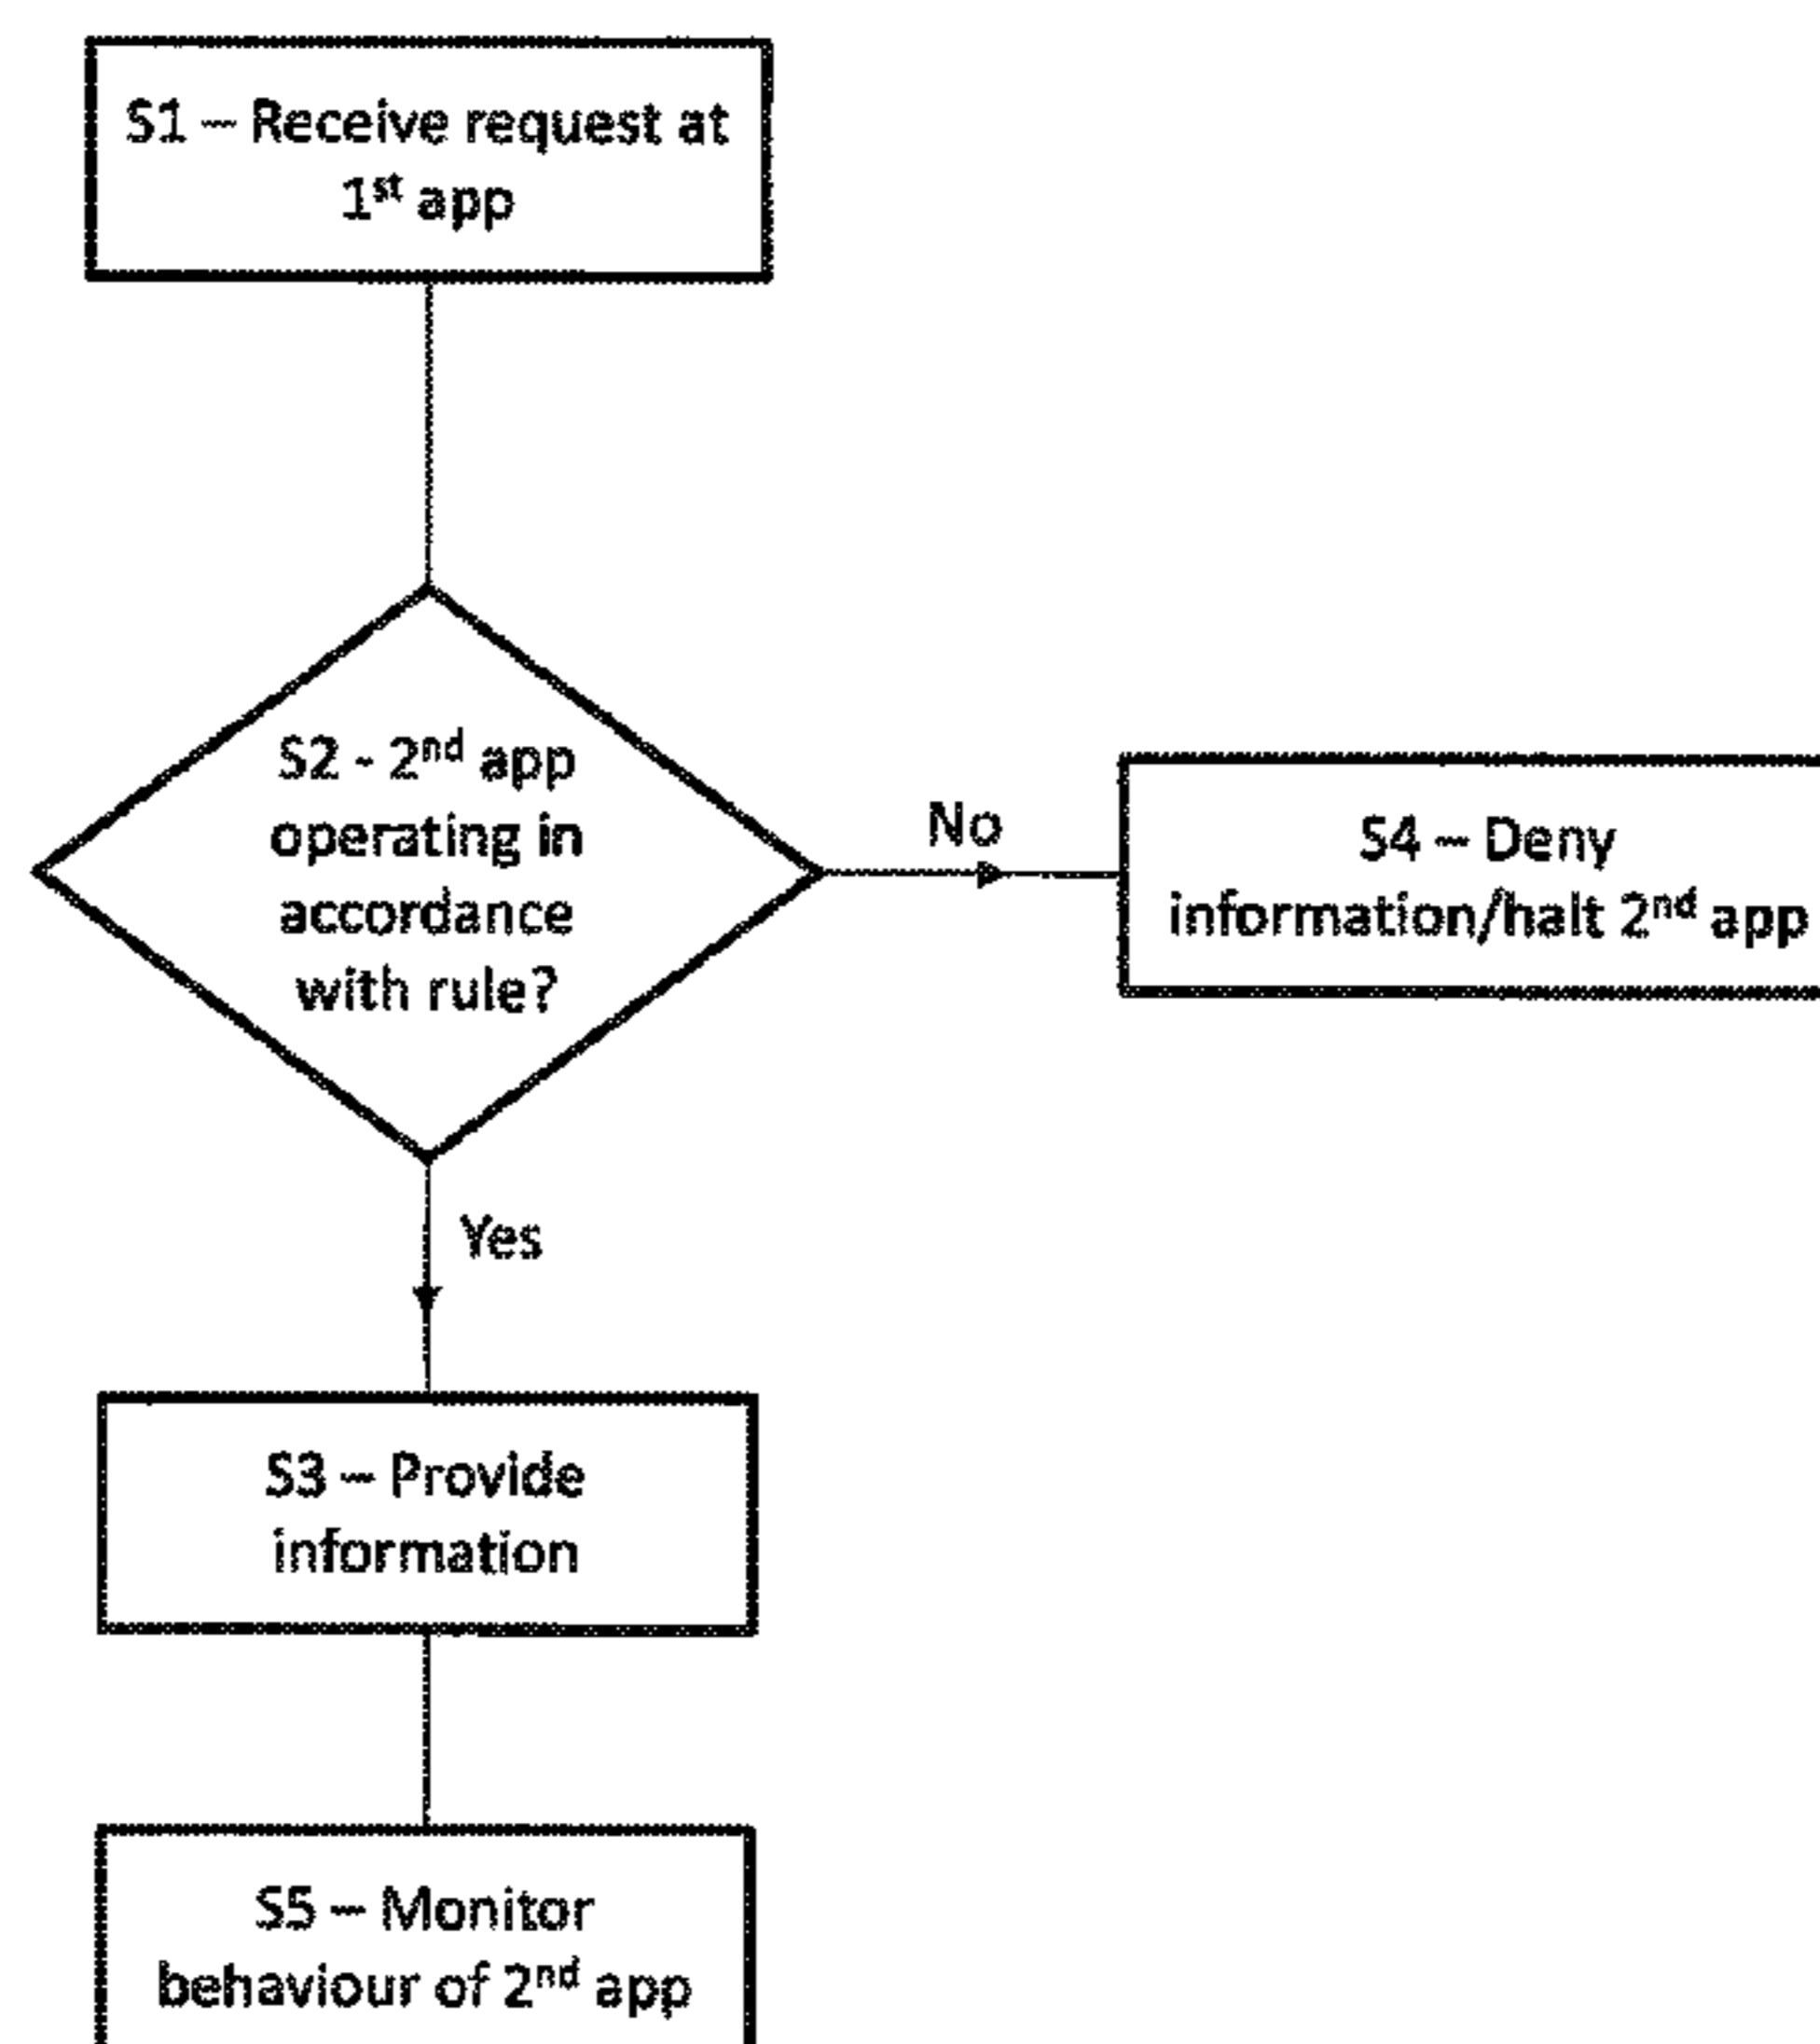 S1 – Receive request at
1st app
S2 - 2nd app
operating in
accordance
with rule?
No
S4 – Deny
information/halt 2nd app
Yes
S3 – Provide
information
S5 – Monitor
behaviour of 2nd app